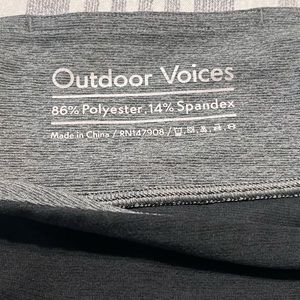 Outdoor Voices
86% Polyester, 14% Spandex
Made in China / RN147908 /